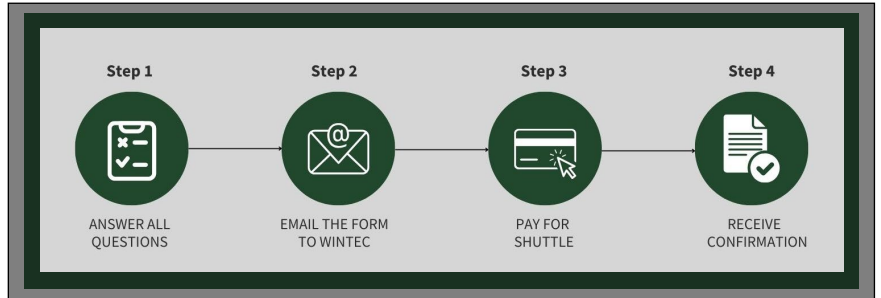 Step 1
Step 2
Step 3
Step 4
@
ANSWER ALL
QUESTIONS
EMAIL THE FORM
TO WINTEC
PAY FOR
SHUTTLE
RECEIVE
CONFIRMATION